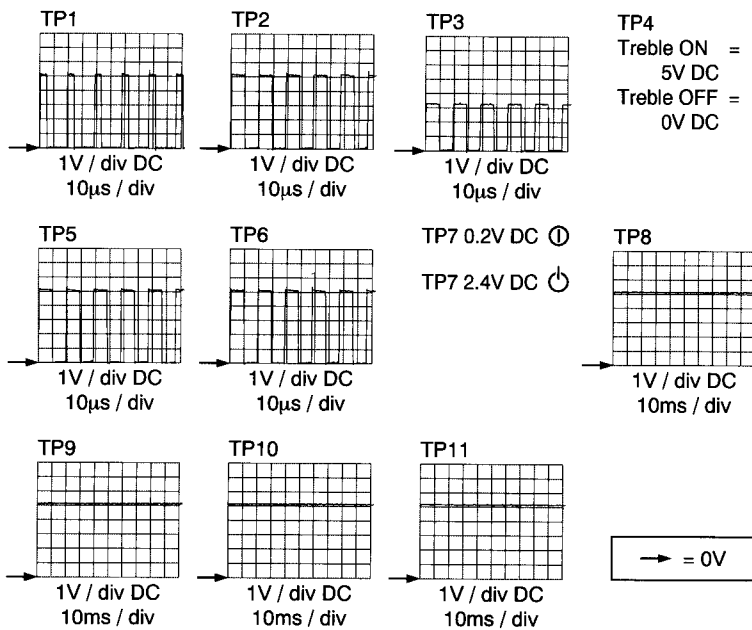 TP1
1V / div DC
10µs / div
TP2
1V / div DC
10µs / div
TP3
1V / div DC
10µs / div
TP4
Treble ON =
5V DC
Treble OFF =
0V DC
TP5
1V / div DC
10µs / div
TP6
1V / div DC
10µs / div
TP7 0.2V DC
TP7 2.4V DC
TP8
1V / div DC
10ms / div
TP9
1V / div DC
10ms / div
TP10
1V / div DC
10ms / div
TP11
1V / div DC
10ms / div
= 0V